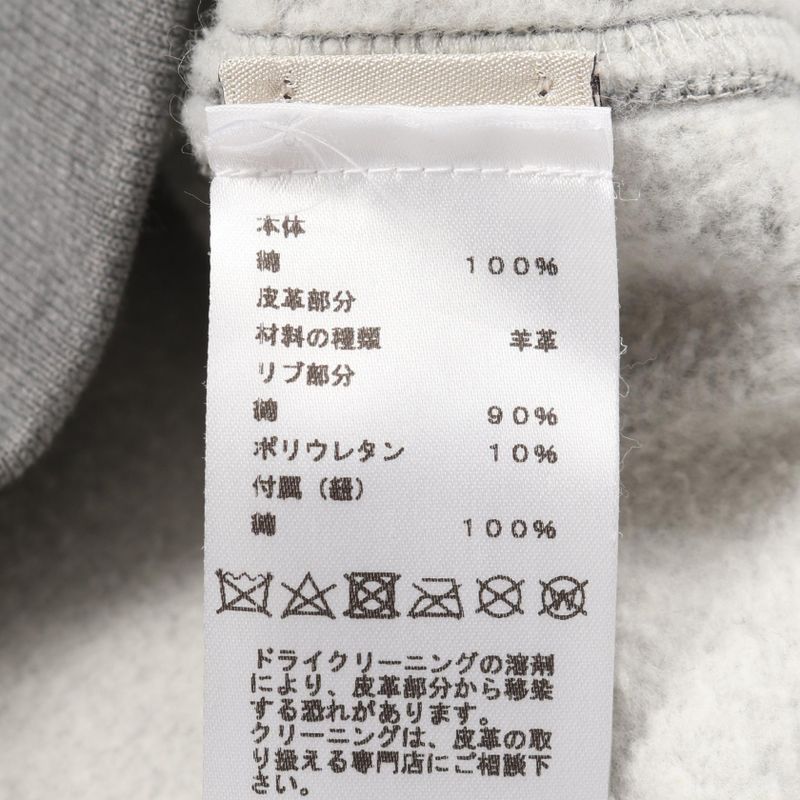 本体
綿 100%
皮革部分
材料の種類 羊革
リブ部分
綿 90%
ポリウレタン 10%
付属（紐）
綿 100%
W
ドライクリーニングの溶剤
により、皮革部分から移染
する恐れがあります。
クリーニングは、皮革の取
り扱える専門店にご相談下
さい。